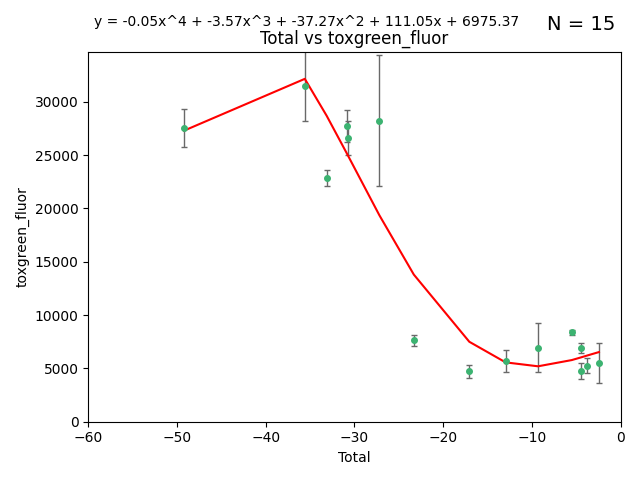 y = -0.05x^4 + -3.57x^3 + -37.27x^2 + 111.05x + 6975.37
N = 15
Total vs toxgreen_fluor
30000
25000
20000
15000
10000
5000
0
toxgreen_fluor
−60 −50 −40 −30 −20 −10 0
Total